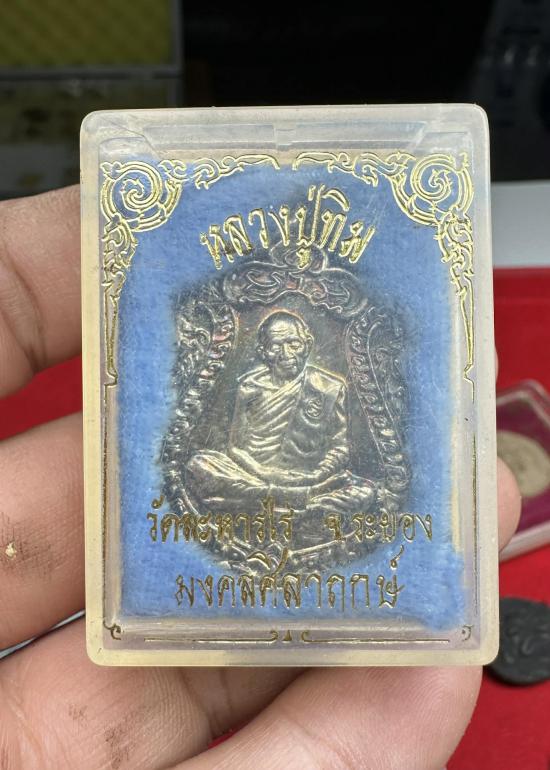 หลวงปู่ทิม
วัดละหารไร่ จ.ระยอง
มงคลศิลาฤกษ์